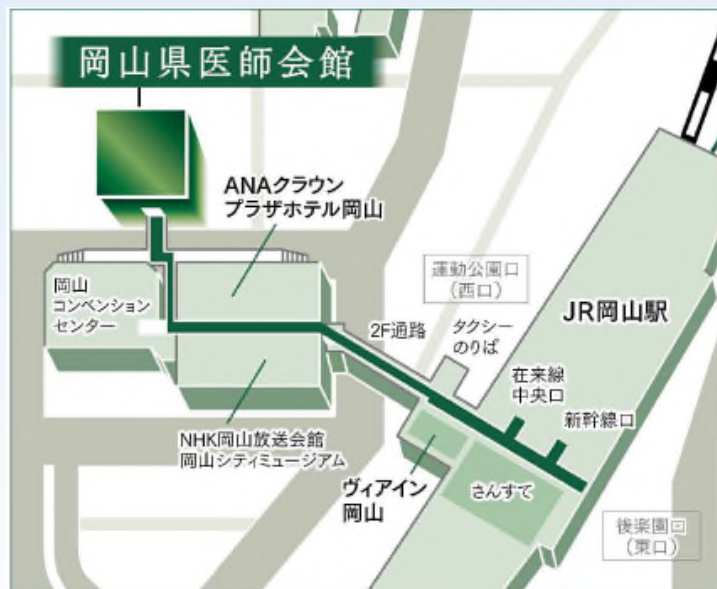 岡山県医師会館
ANAクラウン
プラザホテル岡山
岡山
コンベンション
センター
運動公園口
(西口)
2F通路
タクシー
のりば
JR岡山駅
在来線
中央口
新幹線口
NHK岡山放送会館
岡山シティミュージアム
ヴィアイン
岡山
さんすて
後楽園口
(東口)